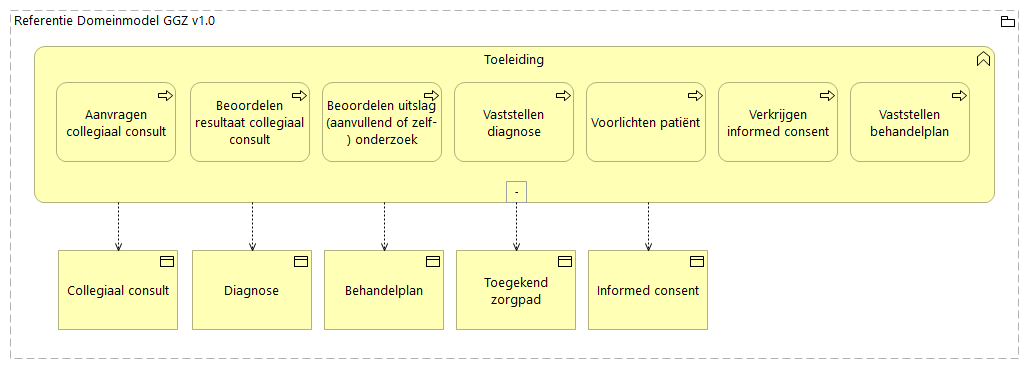 Referentie Domeinmodel GGZ v1.0
Toeleiding
Aanvragen
collegiaal consult
Beoordelen
resultaat collegiaal
consult
Beoordelen uitslag
(aanvullend of zelf-
) onderzoek
Vaststellen
diagnose
Voorlichten patiënt
Verkrijgen
informed consent
Vaststellen
behandelplan
-
Collegiaal consult
Diagnose
Behandelplan
Toegekend
zorgpad
Informed consent